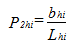 P₂ₕᵢ = bₕᵢ / Lₕᵢ